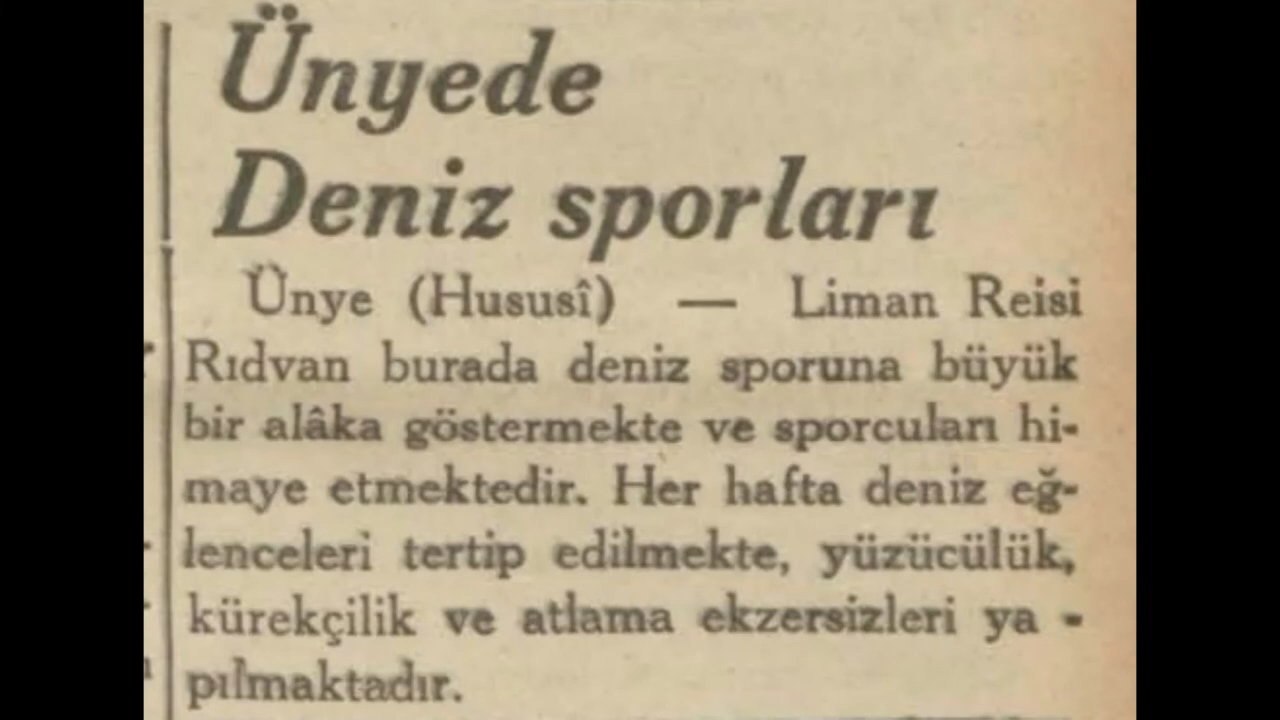 Ünyede
Deniz sporları
Ünye (Hususî) — Liman Reisi
Rıdvan burada deniz sporuna büyük
bir alâka göstermekte ve sporcuları hi-
maye etmektedir. Her hafta deniz eğ-
lenceleri tertip edilmekte, yüzücülük,
kürekçilik ve atlama ekzersizleri ya -
pılmaktadır.